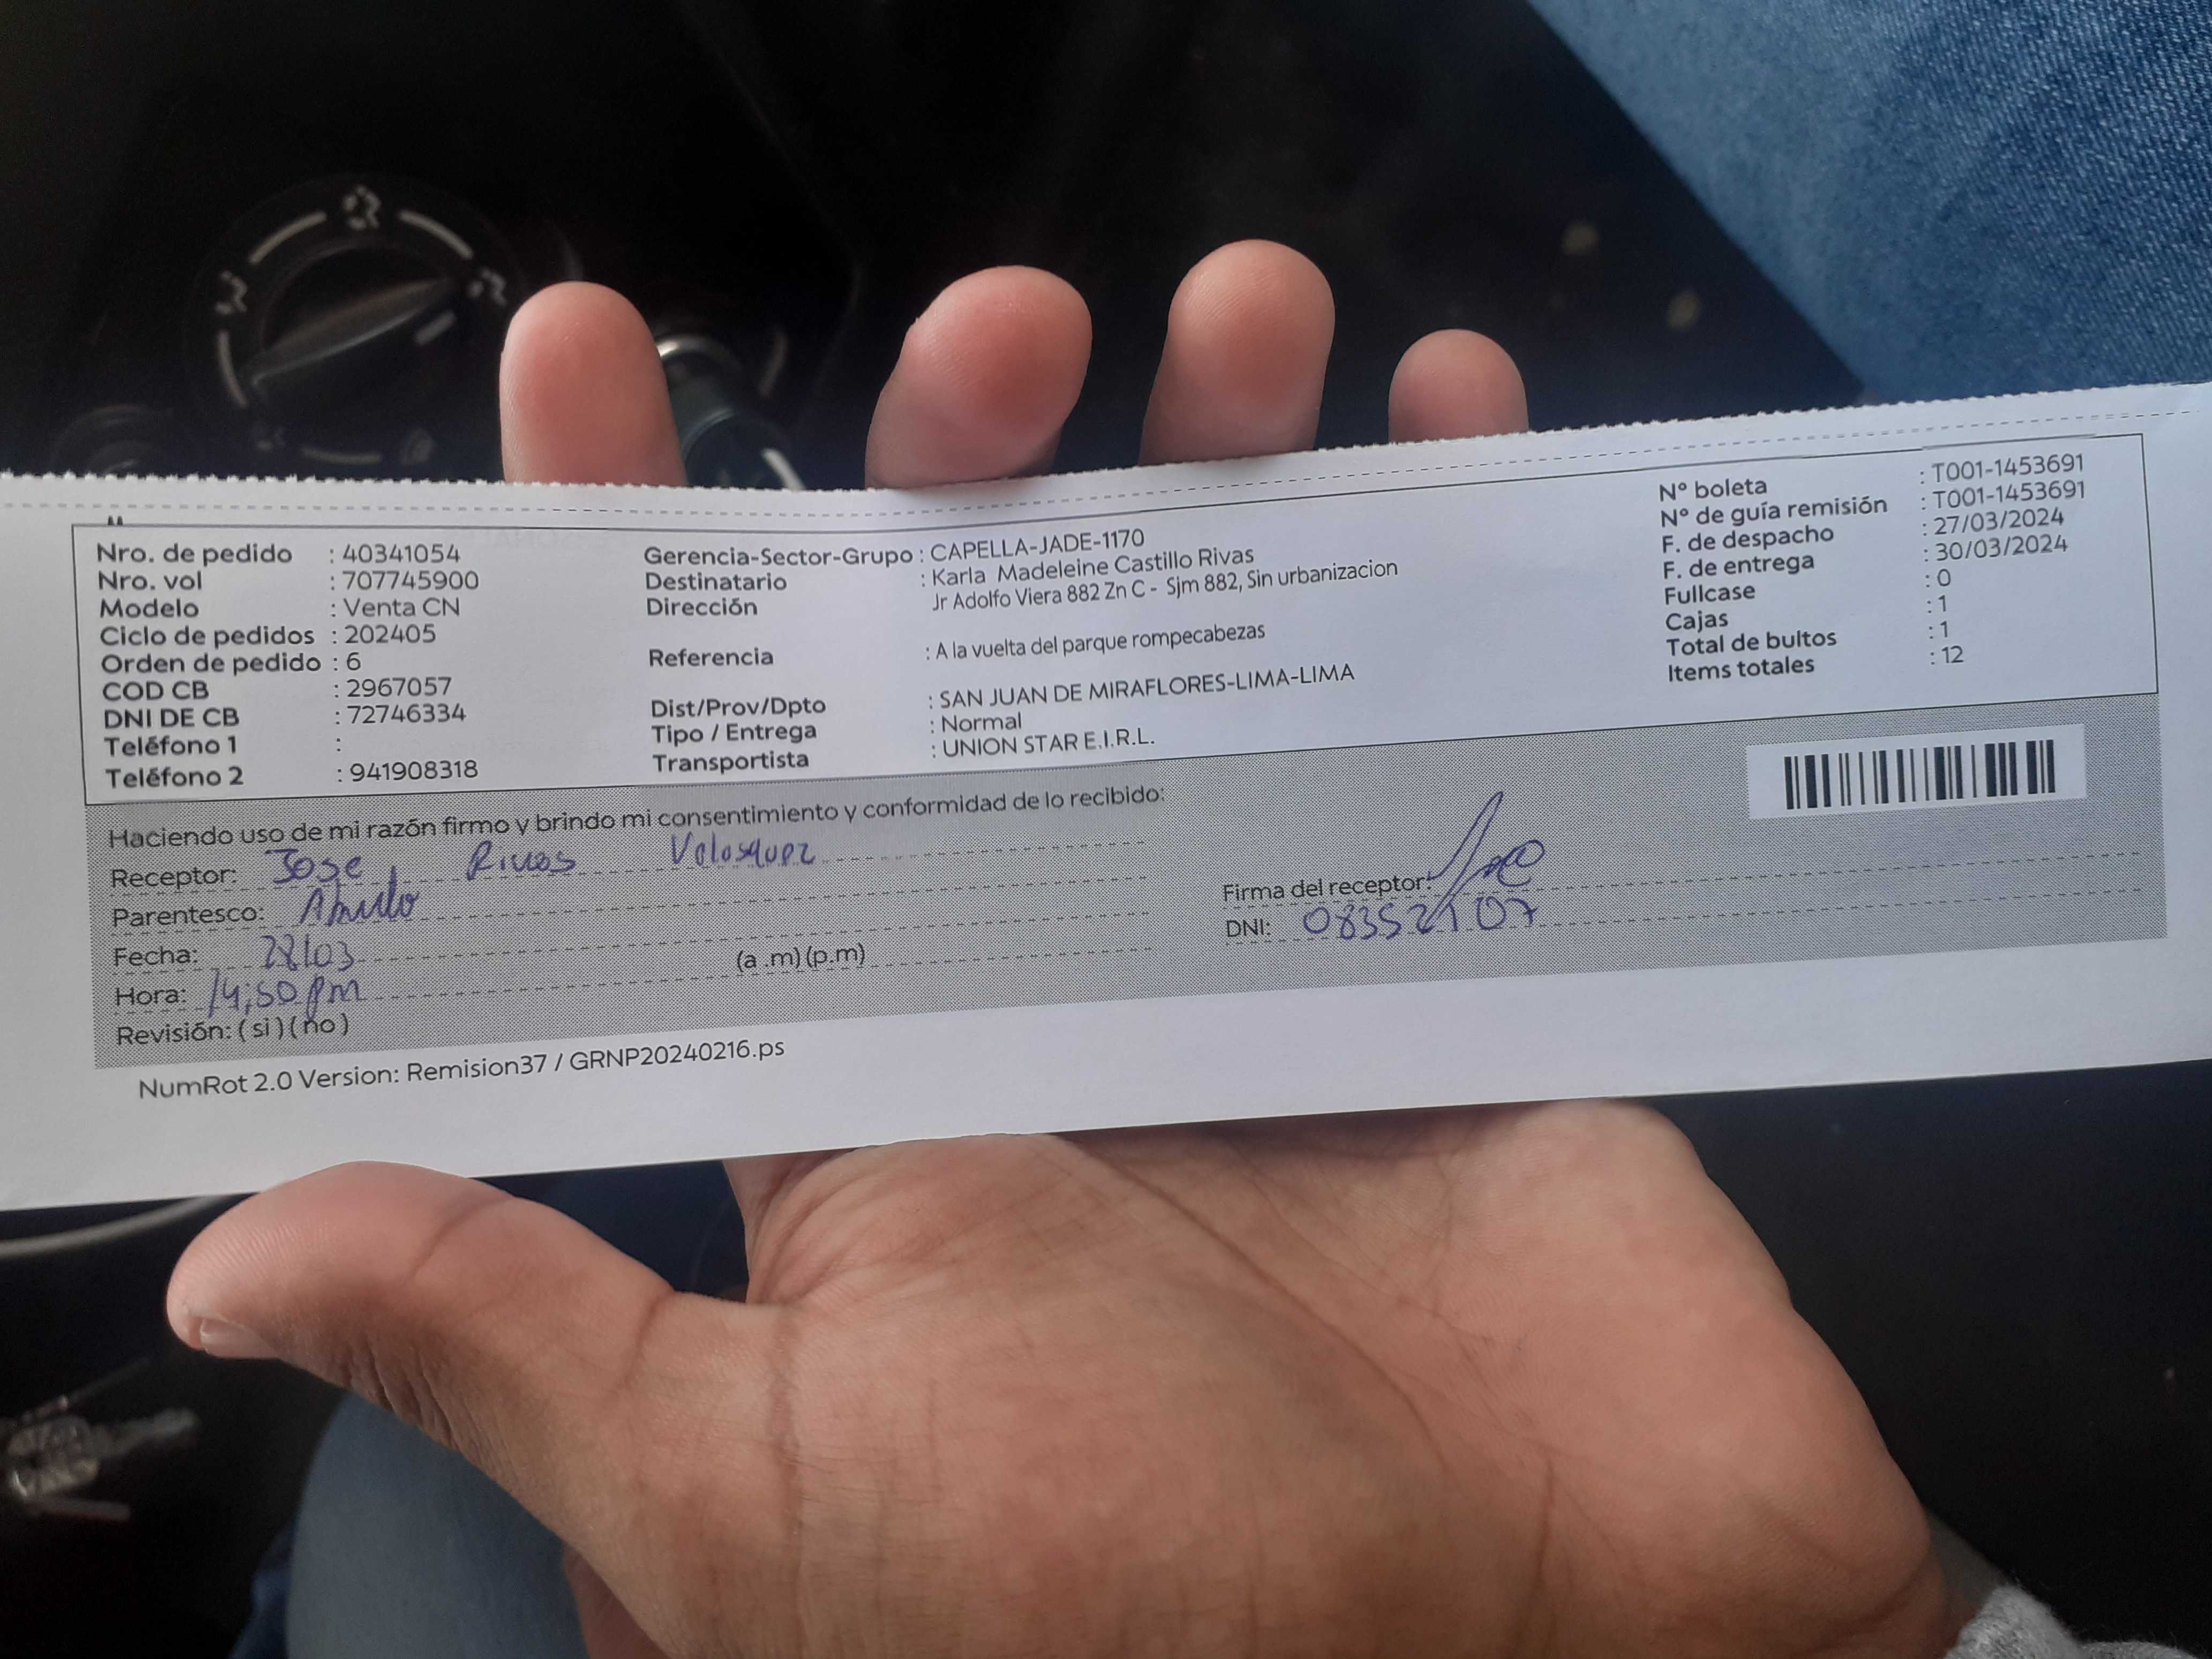 Nro. de pedido : 40341054
Nro. vol : 707745900
Modelo : Venta CN
Ciclo de pedidos : 202405
Orden de pedido : 6
COD CB : 2967057
DNI DE CB : 72746334
Teléfono 1 :
Teléfono 2 : 941908318
Gerencia-Sector-Grupo : CAPELLA-JADE-1170
Destinatario : Karla Madeleine Castillo Rivas
Dirección Jr Adolfo Viera 882 Zn C - Sjm 882, Sin urbanizacion
Referencia : A la vuelta del parque rompecabezas
Dist/Prov/Dpto : SAN JUAN DE MIRAFLORES-LIMA-LIMA
Tipo / Entrega : Normal
Transportista : UNION STAR E.I.R.L.
N° boleta : T001-1453691
N° de guía remisión : T001-1453691
F. de despacho : 27/03/2024
F. de entrega : 30/03/2024
Fullcase : 0
Cajas : 1
Total de bultos : 1
Items totales : 12
Haciendo uso de mi razón firmo y brindo mi consentimiento y conformidad de lo recibido:
Receptor: Jose Rivas Velasquez
Parentesco:
Fecha: 28/03
Hora: 14:50 pm (a .m) (p.m)
Revisión: ( si ) ( no )
Firma del receptor:
DNI: 08352107
NumRot 2.0 Version: Remision37 / GRNP20240216.ps